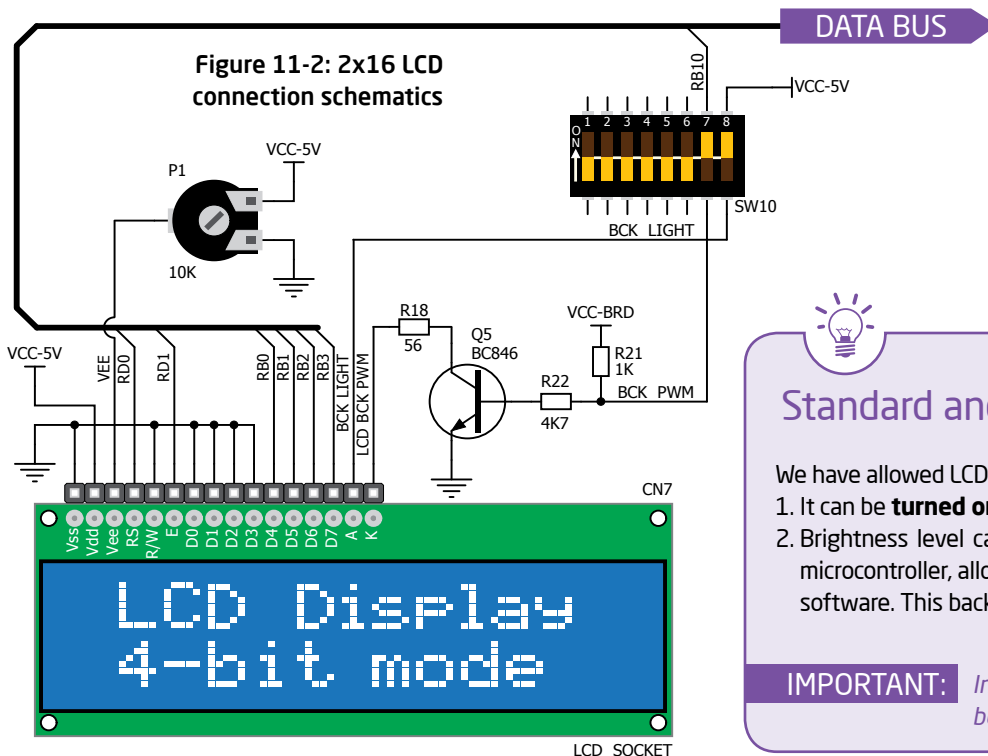 DATA BUS
Figure 11-2: 2x16 LCD
connection schematics
RB10
VCC-5V
1 2 3 4 5 6 7 8
O
N
SW10
BCK LIGHT
P1
VCC-5V
10K
VCC-5V
VEE
RD0
RD1
RB0
RB1
RB2
RB3
BCK LIGHT
LCD BCK PWM
R18
56
Q5
BC846
VCC-BRD
R21
1K
R22
4K7
BCK PWM
CN7
Vss
Vdd
Vee
RS
R/W
E
D0
D1
D2
D3
D4
D5
D6
D7
A
K
LCD Display
4-bit mode
LCD SOCKET
Standard an
We have allowed LCD
1. It can be turned o
2. Brightness level ca
microcontroller, allo
software. This back
IMPORTANT:
In
b